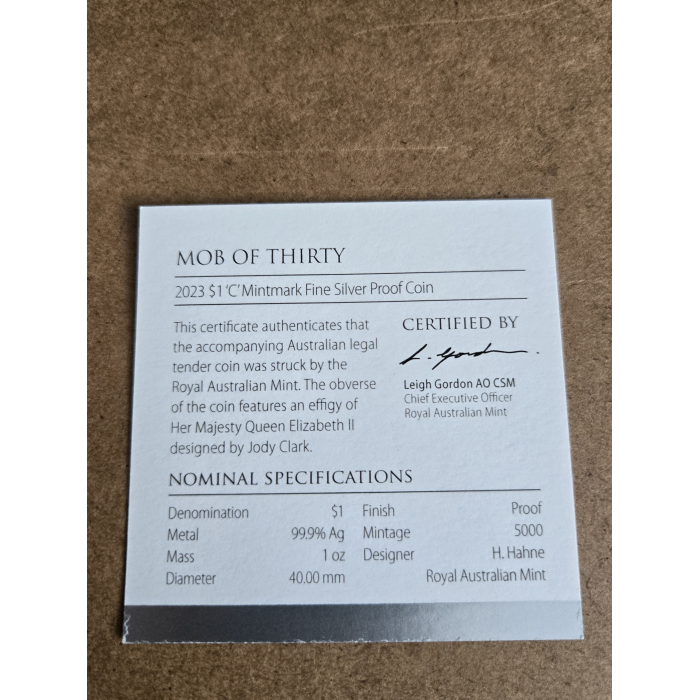 MOB OF THIRTY
2023 $1 'C' Mintmark Fine Silver Proof Coin
This certificate authenticates that
the accompanying Australian legal
tender coin was struck by the
Royal Australian Mint. The obverse
of the coin features an effigy of
Her Majesty Queen Elizabeth II
designed by Jody Clark.
CERTIFIED BY
L. Gordon.
Leigh Gordon AO CSM
Chief Executive Officer
Royal Australian Mint
NOMINAL SPECIFICATIONS
Denomination $1 Finish Proof
Metal 99.9% Ag Mintage 5000
Mass 1 oz Designer H. Hahne
Diameter 40.00 mm Royal Australian Mint